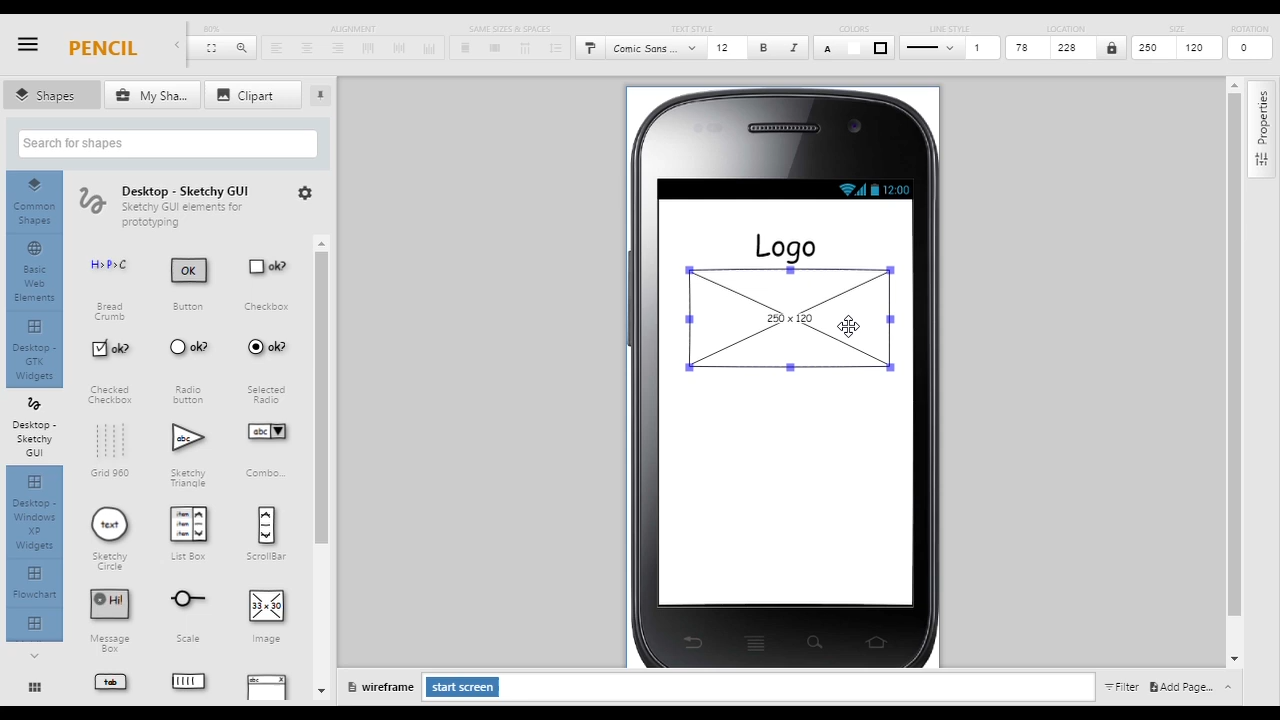 80%
ALIGNMENT
SAME SIZES & SPACES
TEXT STYLE
COLORS
LINE STYLE
LOCATION
SIZE
ROTATION
PENCIL
Comic Sans ...
12
B
I
A
1
78
228
250
120
0
Shapes
My Sha...
Clipart
Properties
Search for shapes
Common
Shapes
Basic
Web
Elements
Desktop -
GTK
Widgets
Desktop -
Sketchy
GUI
Desktop -
Windows
XP
Widgets
Flowchart
Desktop - Sketchy GUI
Sketchy GUI elements for
prototyping
H>P>C
OK
ok?
Bread
Crumb
Button
Checkbox
ok?
ok?
ok?
Checked
Checkbox
Radio
button
Selected
Radio
abc
abc
Grid 960
Sketchy
Triangle
Combo...
text
item
item
item
Sketchy
Circle
List Box
ScrollBar
Hi!
33 x 30
Message
Box
Scale
Image
tab
abc
12:00
Logo
250 x 120
wireframe
start screen
Filter
Add Page...